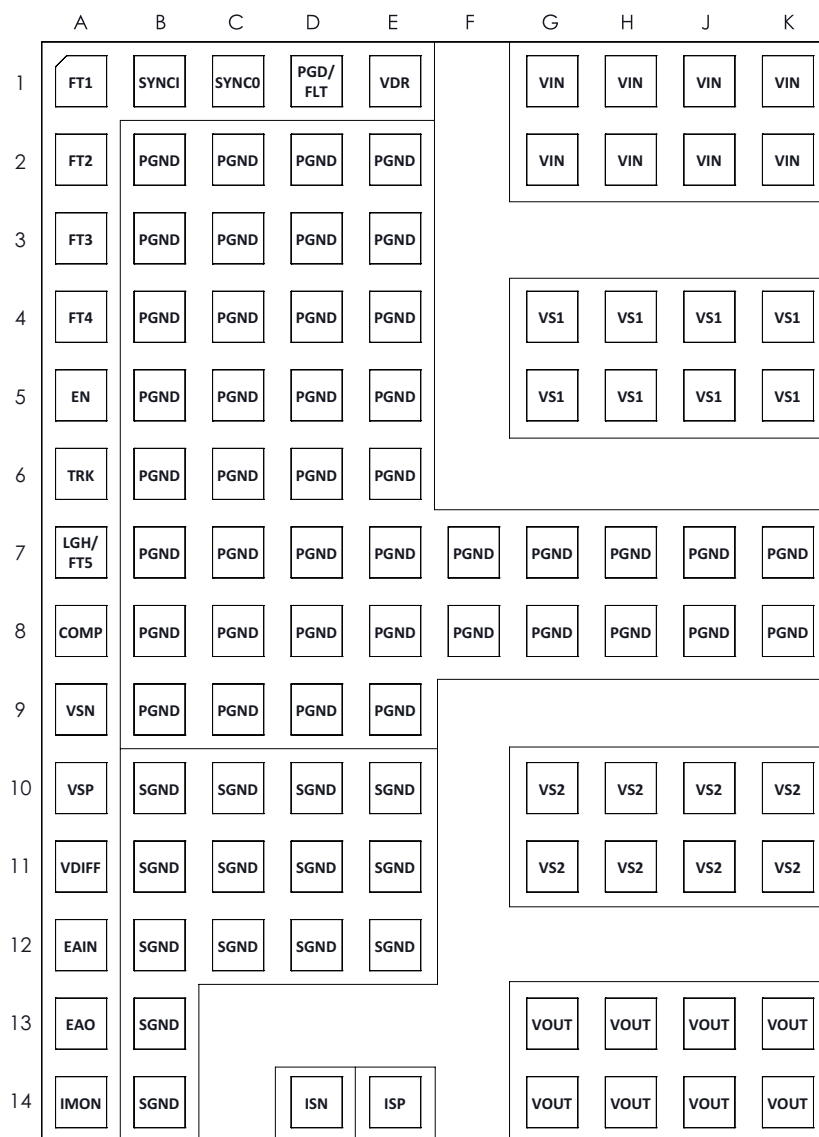 A B C D E F G H J K
1 FT1 SYNCI SYNC0 PGD/ FLT VDR VIN VIN VIN VIN
2 FT2 PGND PGND PGND PGND VIN VIN VIN VIN
3 FT3 PGND PGND PGND PGND
4 FT4 PGND PGND PGND PGND VS1 VS1 VS1 VS1
5 EN PGND PGND PGND PGND VS1 VS1 VS1 VS1
6 TRK PGND PGND PGND PGND
7 LGH/ FT5 PGND PGND PGND PGND PGND PGND PGND PGND PGND
8 COMP PGND PGND PGND PGND PGND PGND PGND PGND PGND
9 VSN PGND PGND PGND PGND
10 VSP SGND SGND SGND SGND VS2 VS2 VS2 VS2
11 VDIFF SGND SGND SGND SGND VS2 VS2 VS2 VS2
12 EAIN SGND SGND SGND SGND
13 EAO SGND VOUT VOUT VOUT VOUT
14 IMON SGND ISN ISP VOUT VOUT VOUT VOUT